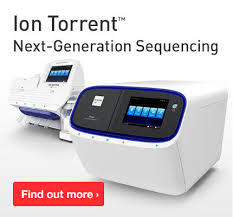 Ion Torrent™
Next-Generation Sequencing
Find out more ›